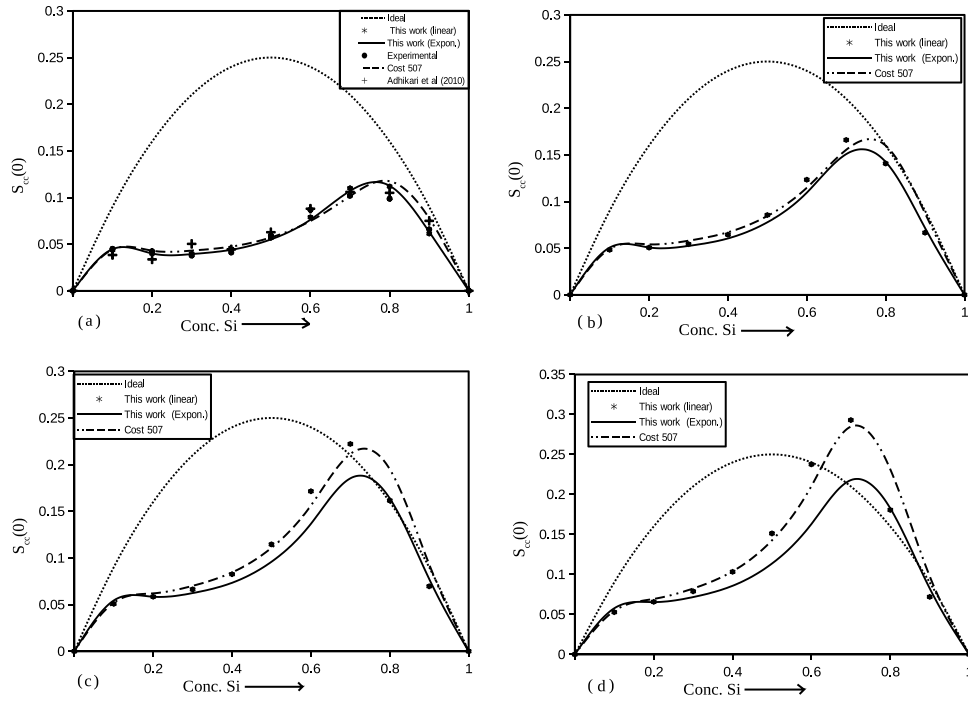 0.3
0.25
0.2
0.15
0.1
0.05
0
S_cc(0)
Ideal
This work (linear)
This work (Expon.)
Experimental
Cost 507
Adhikari et al (2010)
0.2 0.4 0.6 0.8 1
(a) Conc. Si
0.3
0.25
0.2
0.15
0.1
0.05
0
S_cc(0)
Ideal
This work (linear)
This work (Expon.)
Cost 507
0.2 0.4 0.6 0.8 1
(b) Conc. Si
0.3
0.25
0.2
0.15
0.1
0.05
0
S_cc(0)
Ideal
This work (linear)
This work (Expon.)
Cost 507
0.2 0.4 0.6 0.8 1
(c) Conc. Si
0.35
0.3
0.25
0.2
0.15
0.1
0.05
0
S_cc(0)
Ideal
This work (linear)
This work (Expon.)
Cost 507
0.2 0.4 0.6 0.8 1
Conc. Si (d)